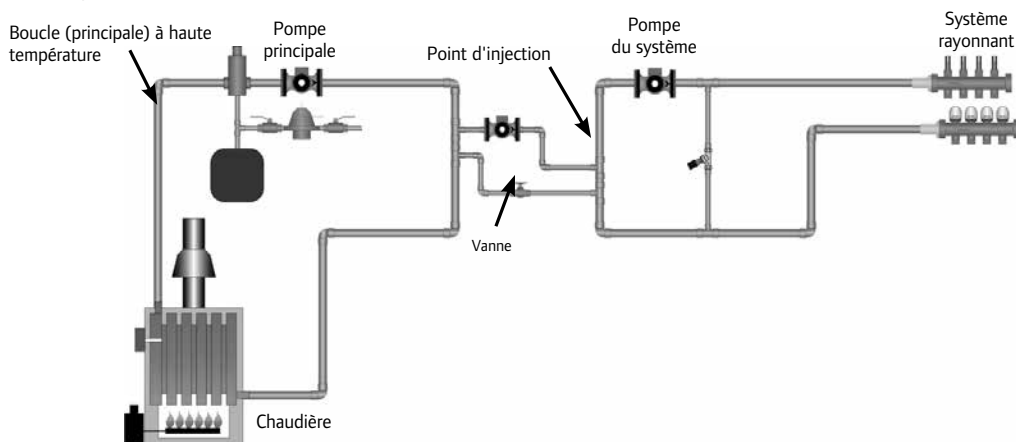 Boucle (principale) à haute
température
Pompe
principale
Point d'injection
Pompe
du système
Système
rayonnant
Vanne
Chaudière